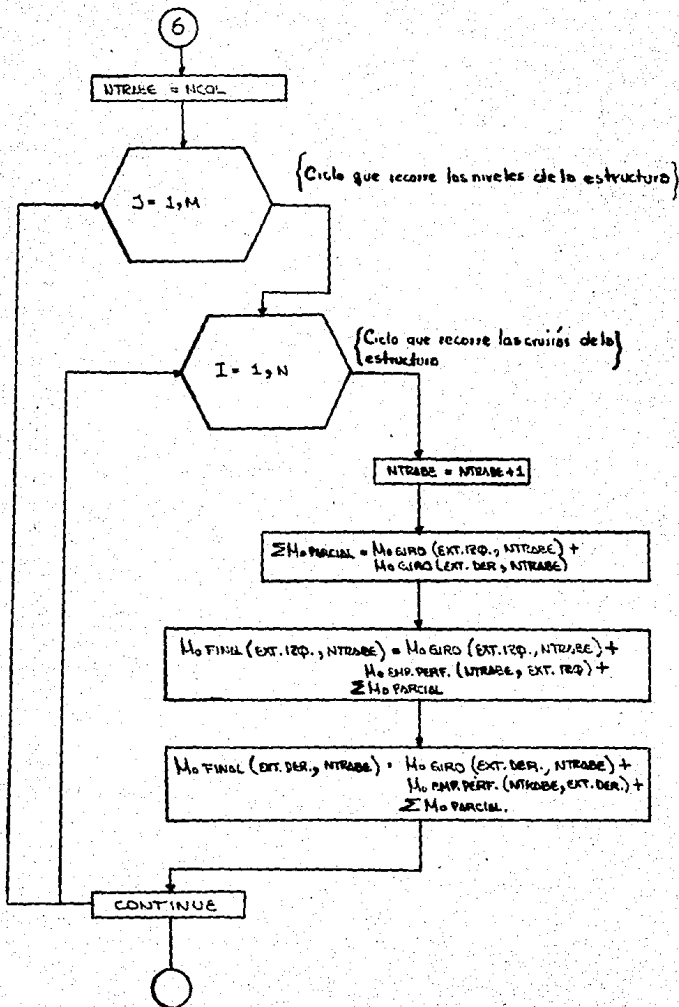 6
NTRABE = NCOL
J = 1, M
{Ciclo que recorre los niveles de la estructura}
I = 1, N
{Ciclo que recorre las crujías de la
estructura}
NTRABE = NTRABE+1
ΣMo PARCIAL = Mo GIRO (EXT. IZQ., NTRABE) +
Mo GIRO (EXT. DER, NTRABE)
Mo FINAL (EXT. IZQ., NTRABE) = Mo GIRO (EXT. IZQ., NTRABE) +
Mo EMP. PERF. (NTRABE, EXT. IZQ) +
ΣMo PARCIAL
Mo FINAL (EXT. DER., NTRABE) = Mo GIRO (EXT. DER., NTRABE) +
Mo EMP. PERF. (NTRABE, EXT. DER.) +
ΣMo PARCIAL.
CONTINUE